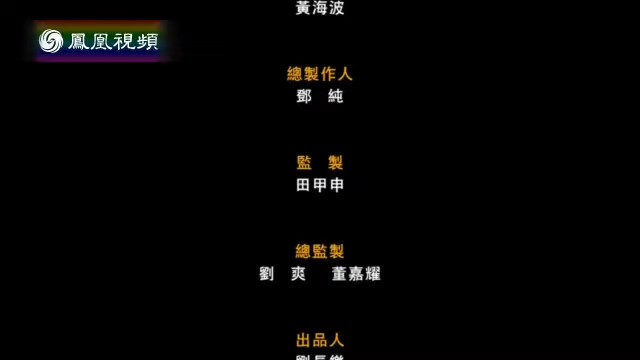 黃海波
鳳凰視頻
總製作人
鄧 純
監 製
田甲申
總監製
劉 爽 董嘉耀
出品人